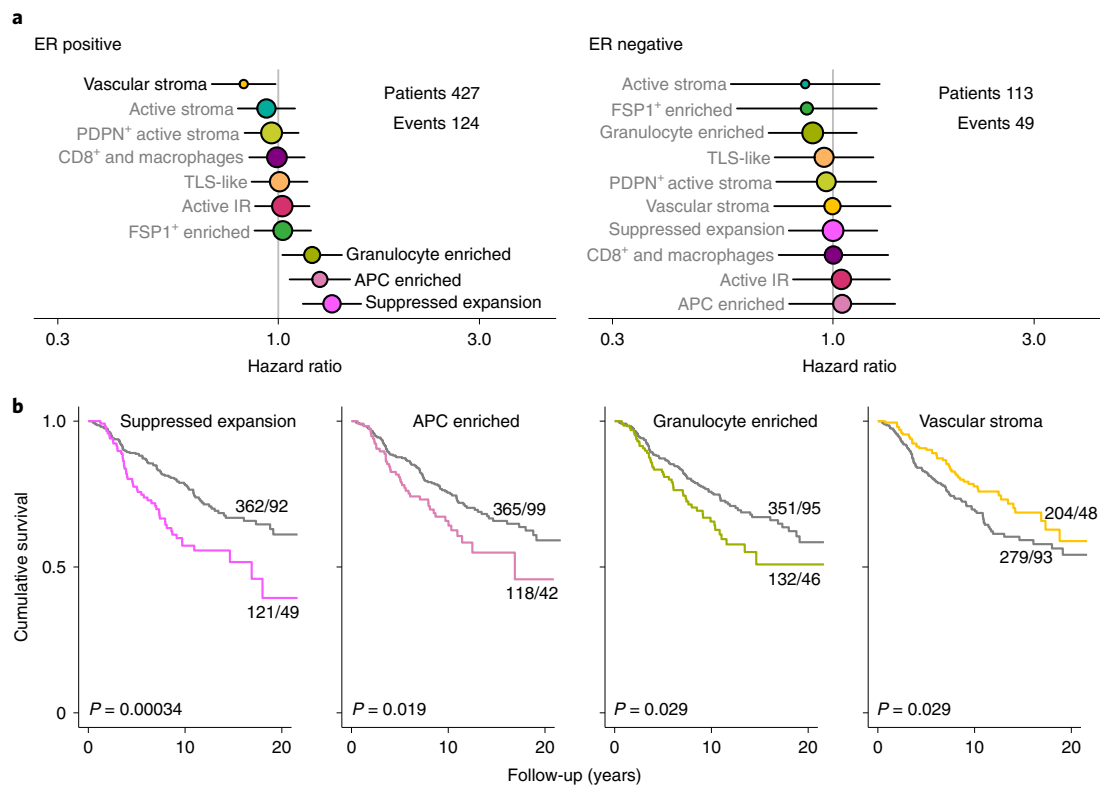 a
ER positive
Vascular stroma
Active stroma
PDPN⁺ active stroma
CD8⁺ and macrophages
TLS-like
Active IR
FSP1⁺ enriched
Granulocyte enriched
APC enriched
Suppressed expansion
Patients 427
Events 124
0.3 1.0 3.0
Hazard ratio
ER negative
Active stroma
FSP1⁺ enriched
Granulocyte enriched
TLS-like
PDPN⁺ active stroma
Vascular stroma
Suppressed expansion
CD8⁺ and macrophages
Active IR
APC enriched
Patients 113
Events 49
0.3 1.0 3.0
Hazard ratio
b
Cumulative survival
1.0
0.5
0
Suppressed expansion
362/92
121/49
P = 0.00034
0 10 20
APC enriched
365/99
118/42
P = 0.019
0 10 20
Granulocyte enriched
351/95
132/46
P = 0.029
0 10 20
Vascular stroma
204/48
279/93
P = 0.029
0 10 20
Follow-up (years)